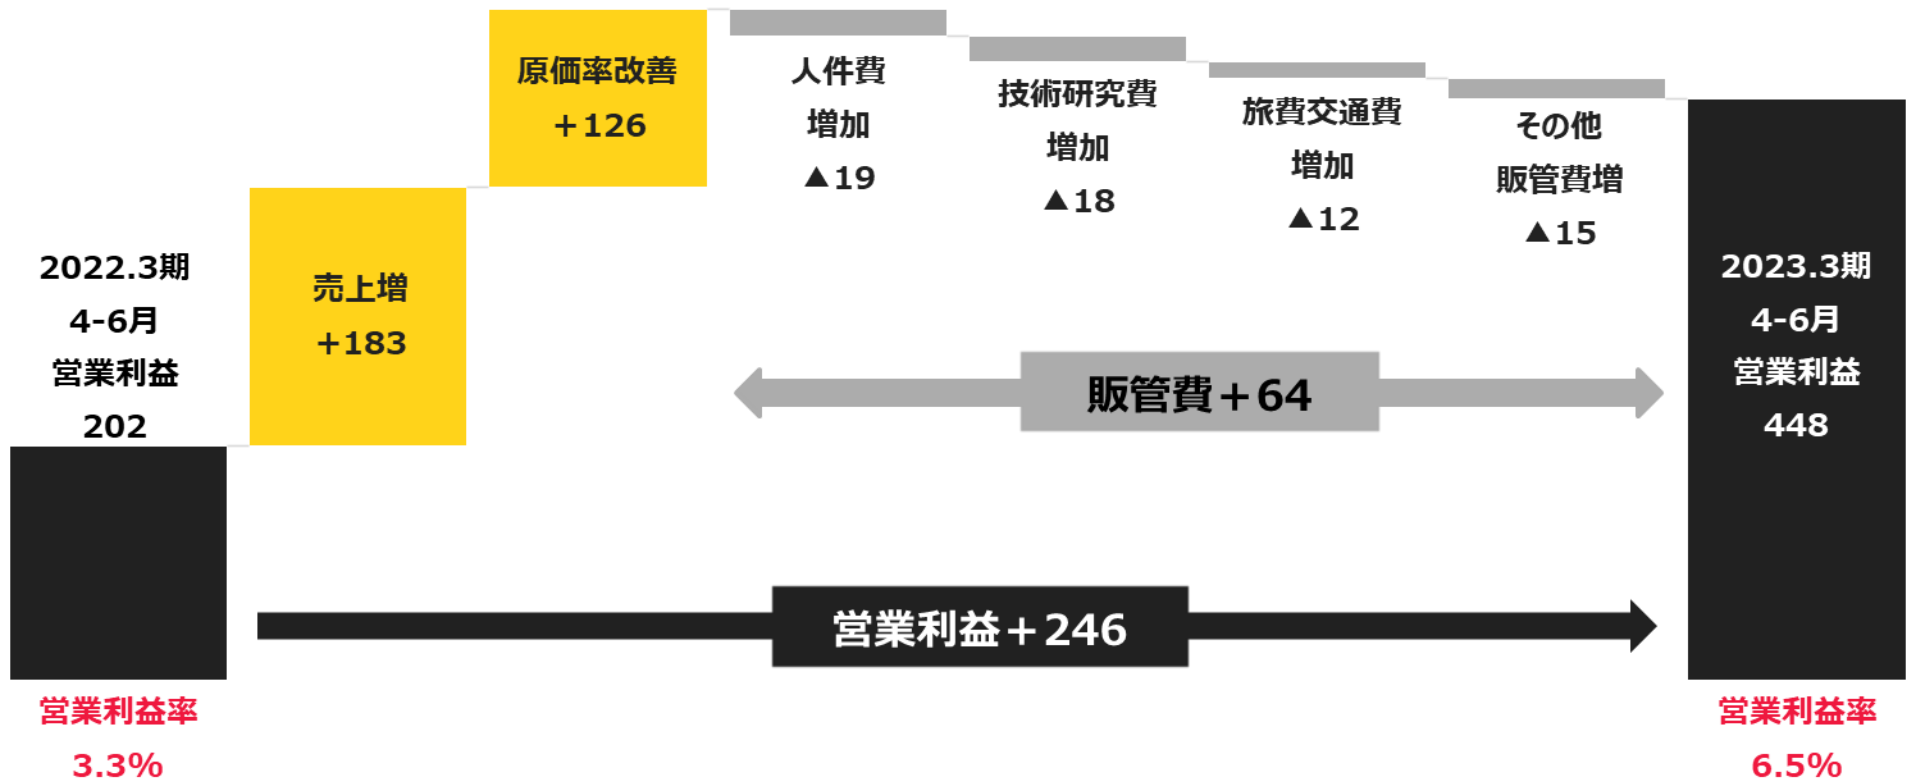 2022.3期
4-6月
営業利益
202
営業利益率
3.3%
売上増
+183
原価率改善
+126
人件費
増加
▲19
技術研究費
増加
▲18
旅費交通費
増加
▲12
その他
販管費増
▲15
販管費+64
営業利益+246
2023.3期
4-6月
営業利益
448
営業利益率
6.5%